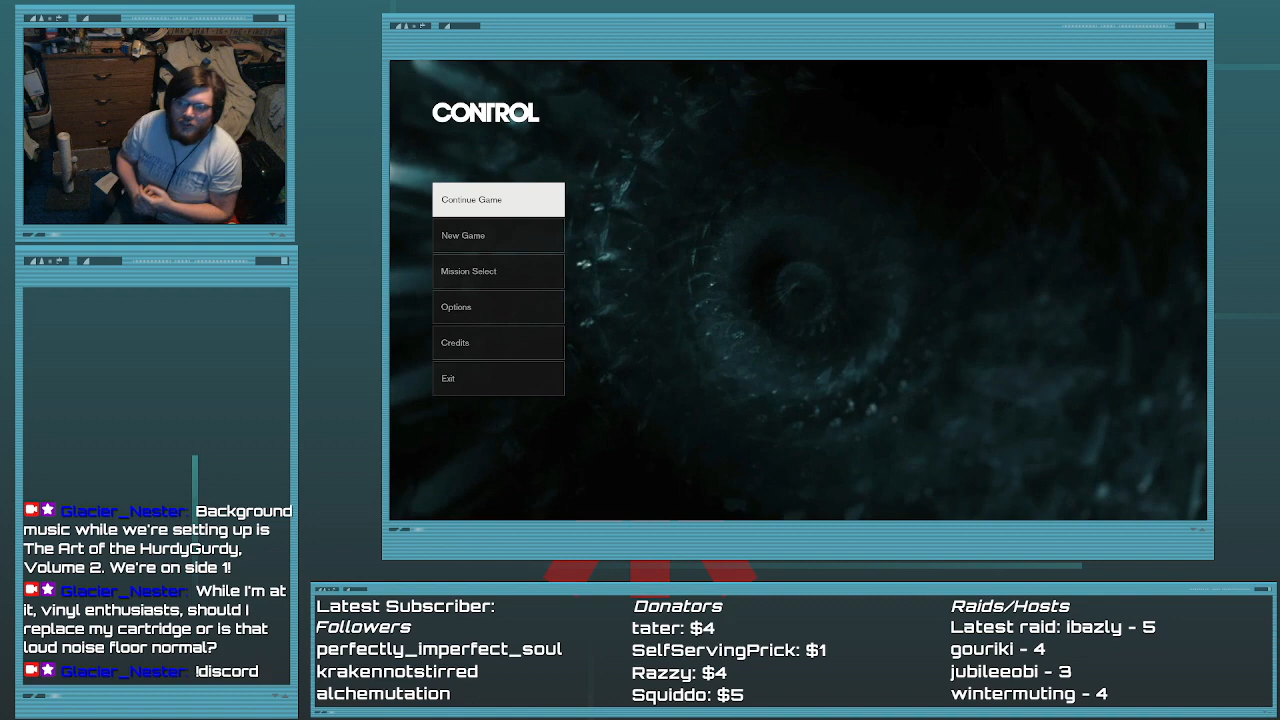 CONTROL
Continue Game
New Game
Mission Select
Options
Credits
Exit
Glacier_Nester: Background
music while we're setting up is
The Art of the HurdyGurdy,
Volume 2. We're on side 1!
Glacier_Nester: While I'm at
it, vinyl enthusiasts, should I
replace my cartridge or is that
loud noise floor normal?
Glacier_Nester: !discord
Latest Subscriber:
Followers
perfectly_imperfect_soul
krakennotstirred
alchemutation
Donators
tater: $4
SelfServingPrick: $1
Razzy: $4
Squiddo: $5
Raids/Hosts
Latest raid: ibazly - 5
gouriki - 4
jubileebi - 3
wintermuting - 4